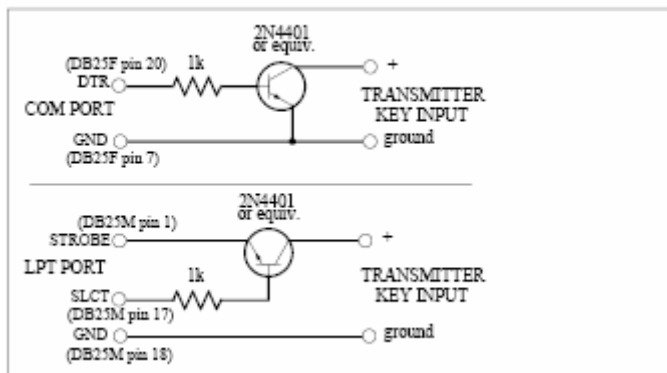 2N4401
or equiv.
(DB25F pin 20)
1k
+
DTR
TRANSMITTER
COM PORT
KEY INPUT
GND
ground
(DB25F pin 7)
2N4401
or equiv.
(DB25M pin 1)
STROBE
+
LPT PORT
1k
TRANSMITTER
KEY INPUT
SLCT
(DB25M pin 17)
GND
ground
(DB25M pin 18)